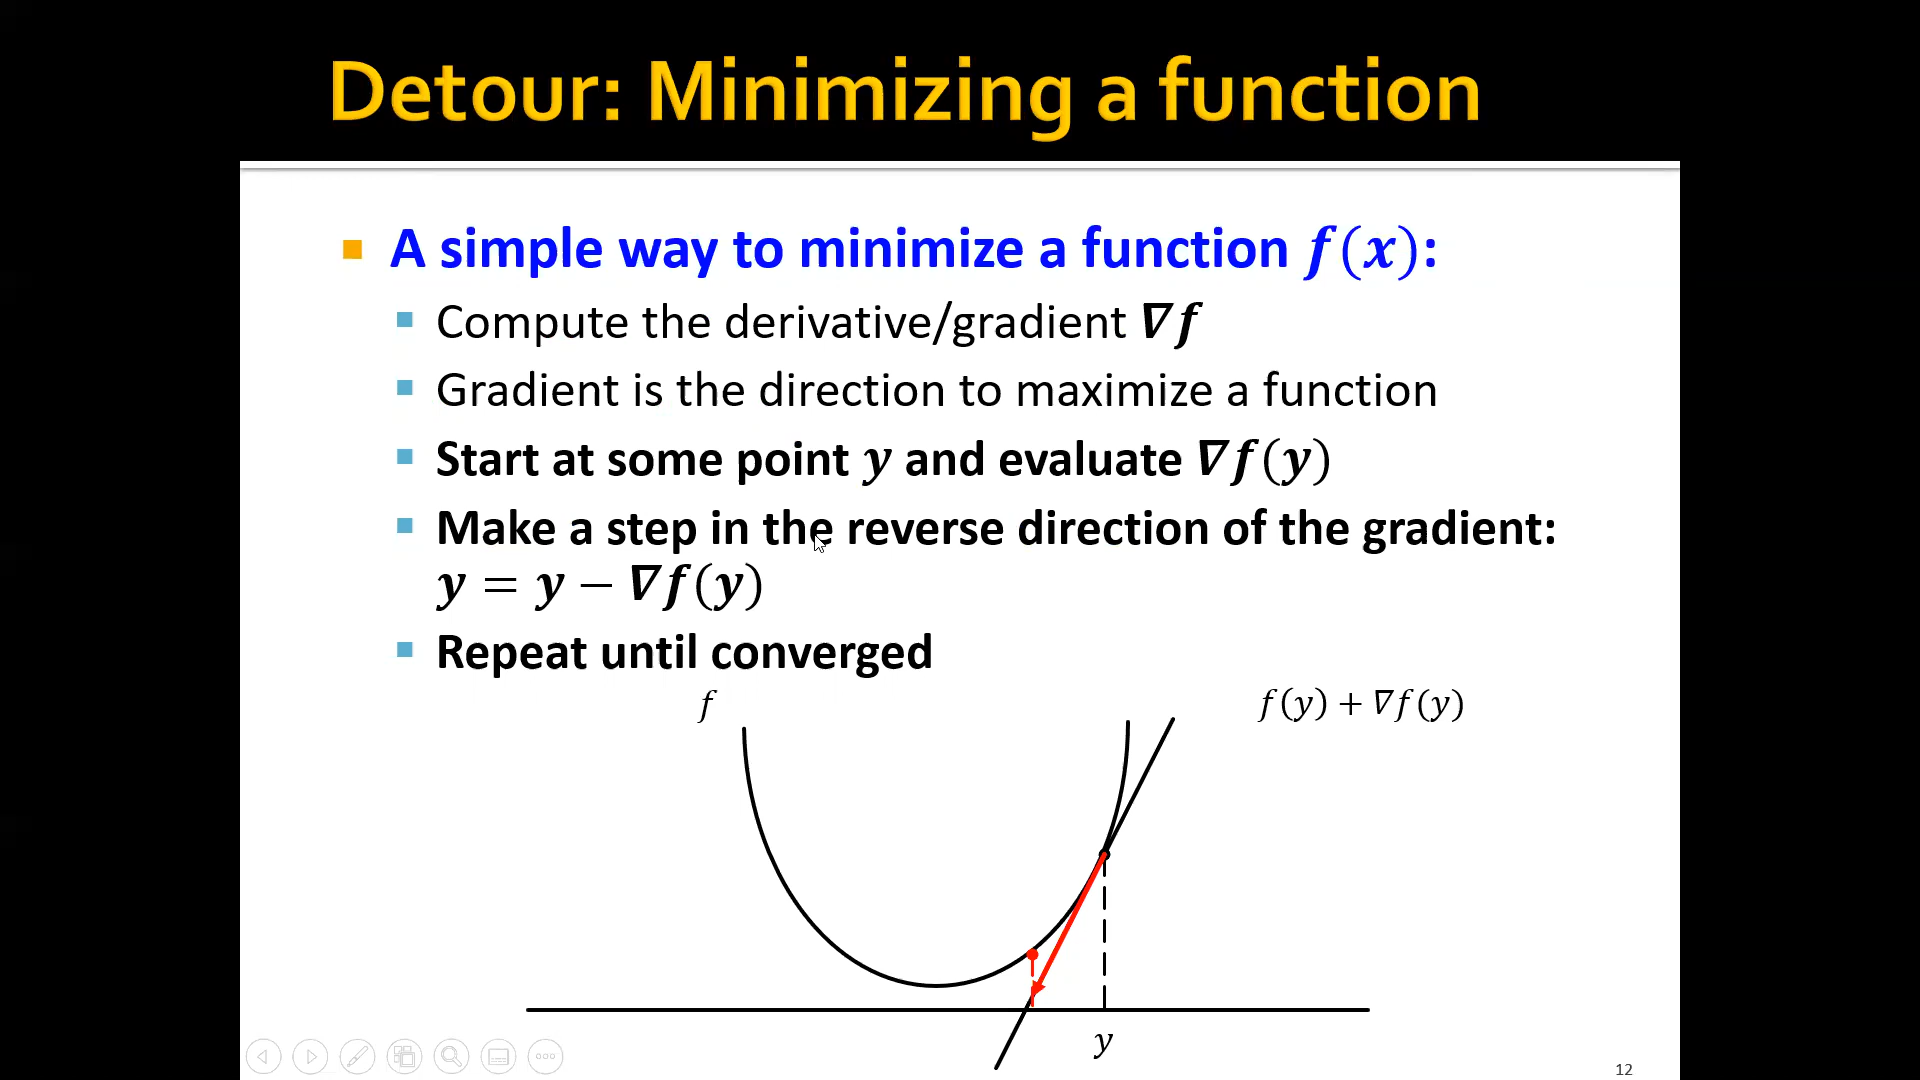 Detour: Minimizing a function
A simple way to minimize a function f(x):
Compute the derivative/gradient ∇f
Gradient is the direction to maximize a function
Start at some point y and evaluate ∇f(y)
Make a step in the reverse direction of the gradient:
y = y − ∇f(y)
Repeat until converged
f
f(y) + ∇f(y)
y
12